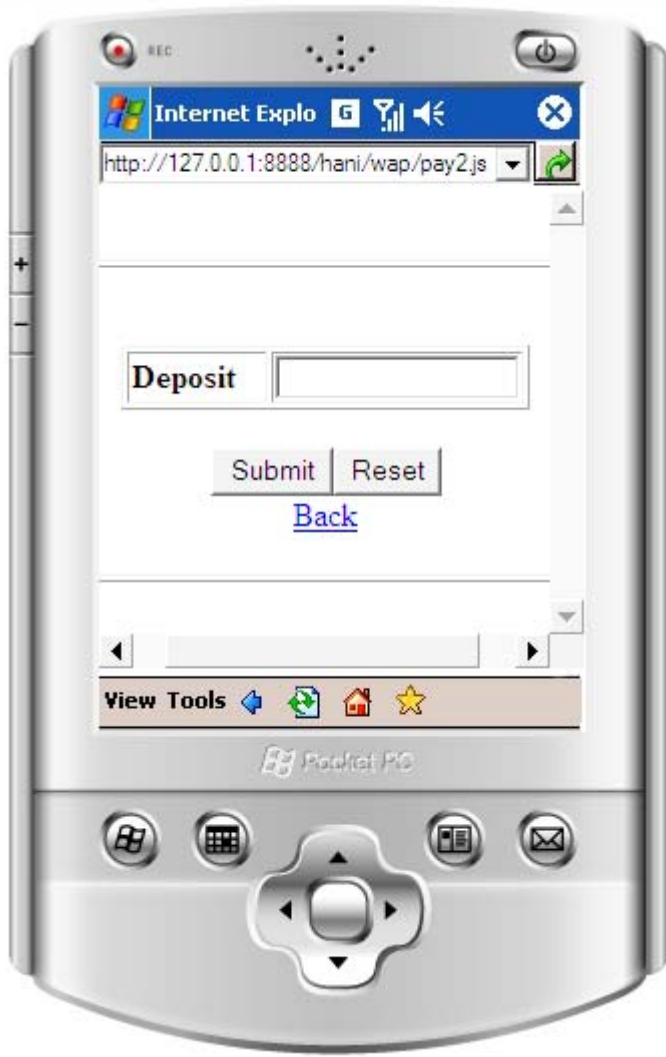 REC
Internet Explo G
http://127.0.0.1:8888/hani/wap/pay2.js
+
Deposit
−
Submit Reset
Back
View Tools
Pocket PC